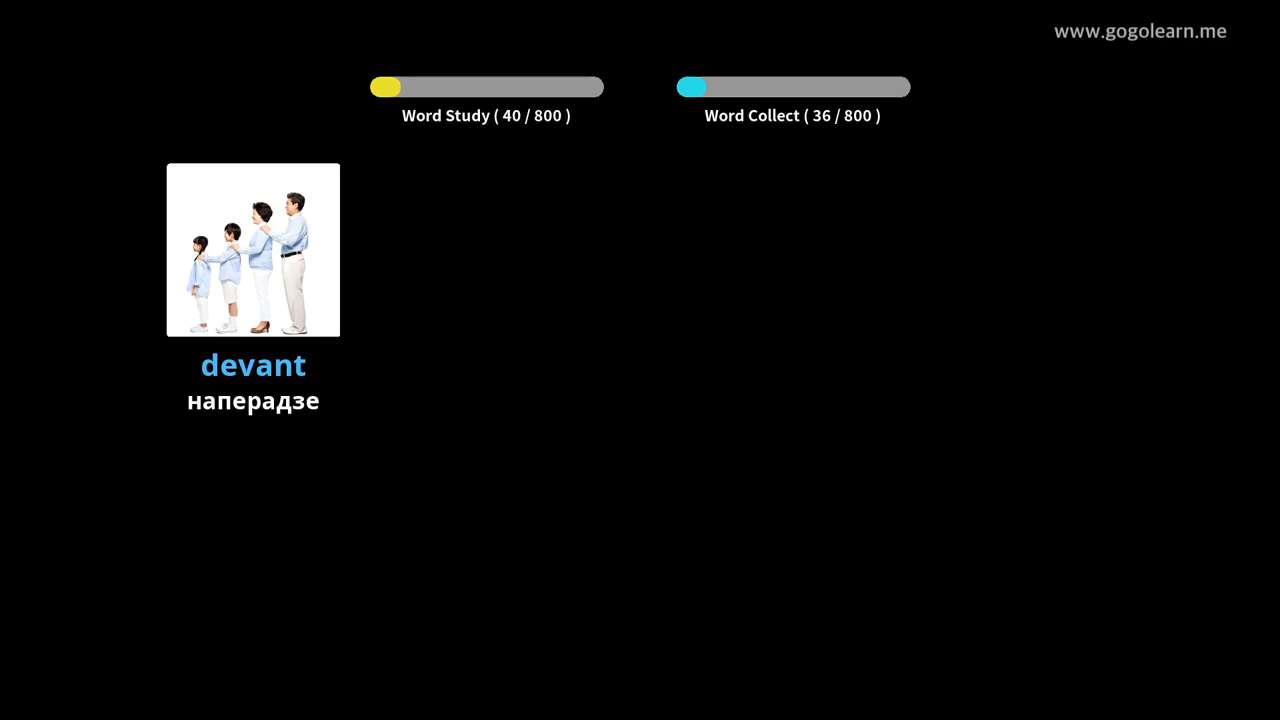 www.gogolearn.me
Word Study ( 40 / 800 )
Word Collect ( 36 / 800 )
devant
наперадзе